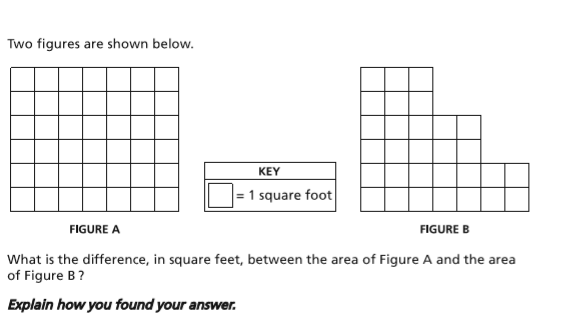 Two figures are shown below.
KEY
= 1 square foot
FIGURE A
FIGURE B
What is the difference, in square feet, between the area of Figure A and the area
of Figure B ?
Explain how you found your answer.